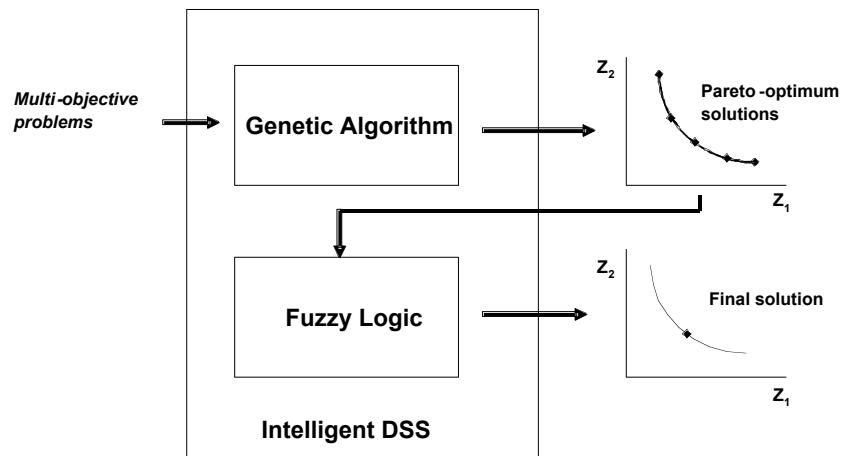 Multi-objective
problems
Genetic Algorithm
Z2
Pareto-optimum
solutions
Z1
Fuzzy Logic
Z2
Final solution
Z1
Intelligent DSS